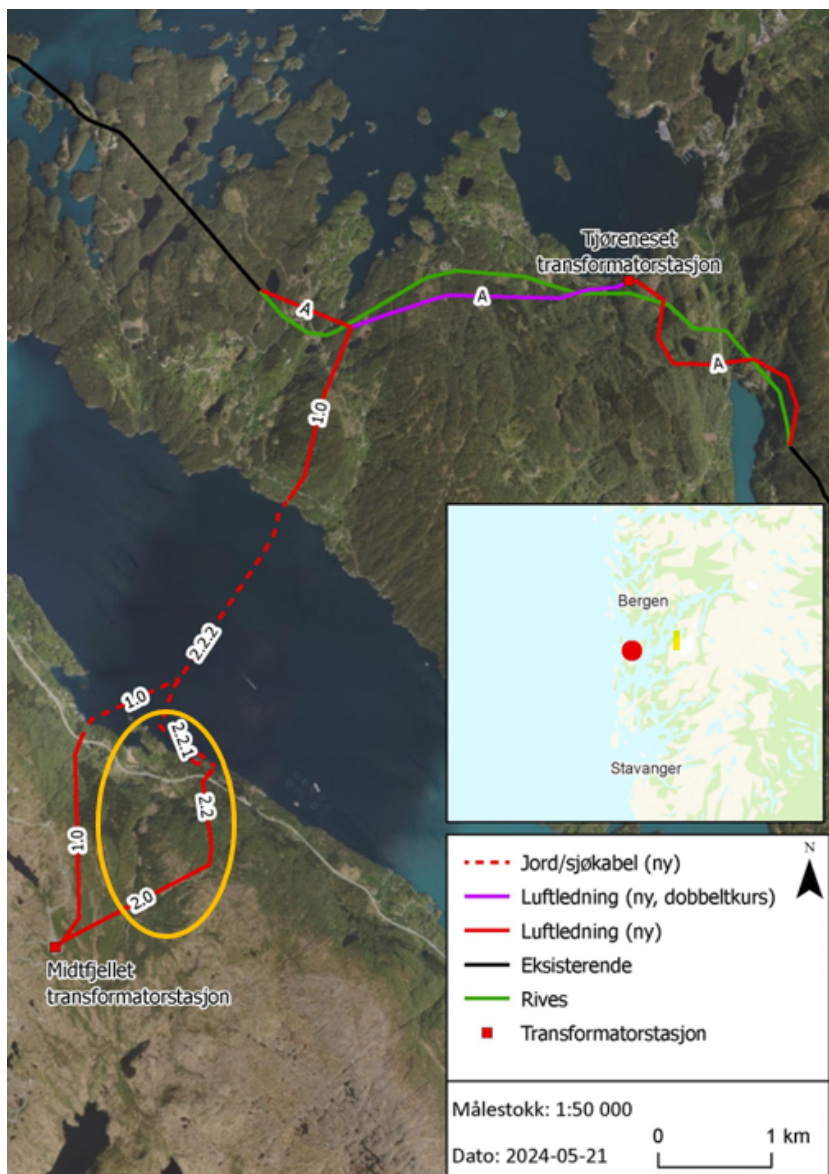 Tjøreneset
transformatorstasjon
A
A
A
1.0
2.2.2
1.0
2.2.1
2.2
1.0
2.0
Midtfjellet
transformatorstasjon
Bergen
Stavanger
N
Jord/sjøkabel (ny)
Luftledning (ny, dobbeltkurs)
Luftledning (ny)
Eksisterende
Rives
Transformatorstasjon
Målestokk: 1:50 000
Dato: 2024-05-21
0 1 km